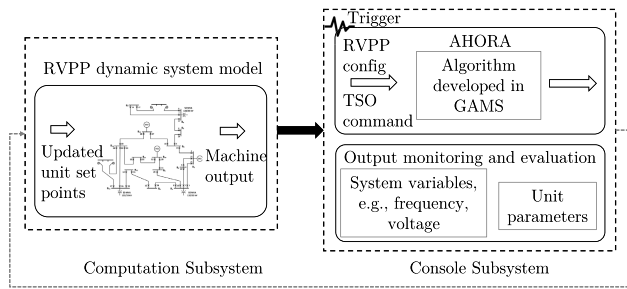 Trigger
RVPP dynamic system model
Updated
unit set
points
Machine
output
RVPP
config
TSO
command
AHORA
Algorithm
developed in
GAMS
Output monitoring and evaluation
System variables,
e.g., frequency,
voltage
Unit
parameters
Computation Subsystem
Console Subsystem